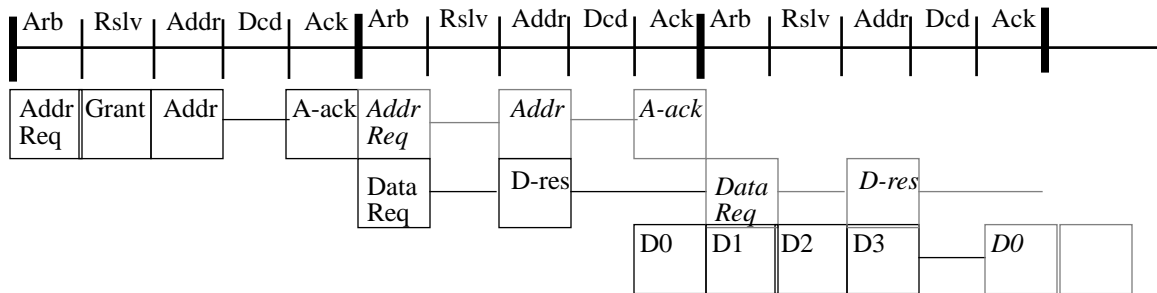 Arb Rslv Addr Dcd Ack Arb Rslv Addr Dcd Ack Arb Rslv Addr Dcd Ack
Addr Grant Addr A-ack Addr Addr A-ack
Req Req
Data D-res Data D-res
Req Req
D0 D1 D2 D3 D0